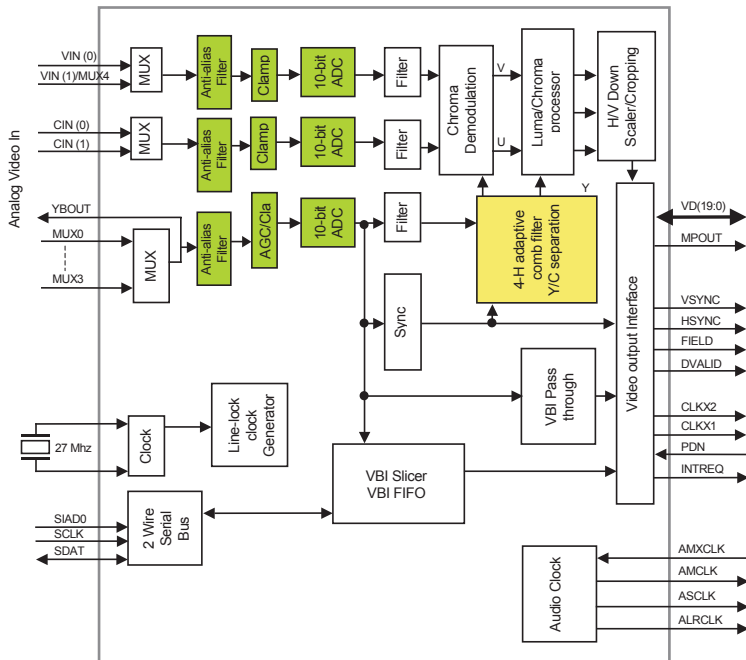 Analog Video In
VIN (0)
VIN (1)/MUX4
CIN (0)
CIN (1)
YBOUT
MUX0
MUX3
MUX
MUX
MUX
Anti-alias
Filter
Anti-alias
Filter
Anti-alias
Filter
Clamp
Clamp
AGC/Cla
10-bit
ADC
10-bit
ADC
10-bit
ADC
Filter
Filter
Filter
Chroma
Demodulation
V
U
Luma/Chroma
processor
H/V Down
Scaler/Cropping
4-H adaptive
comb filter
Y/C separation
Y
Sync
VBI Pass
through
Video output Interface
VD(19:0)
MPOUT
VSYNC
HSYNC
FIELD
DVALID
CLKX2
CLKX1
PDN
INTREQ
27 Mhz
Clock
Line-lock
clock
Generator
VBI Slicer
VBI FIFO
SIAD0
SCLK
SDAT
2 Wire
Serial
Bus
Audio Clock
AMXCLK
AMCLK
ASCLK
ALRCLK